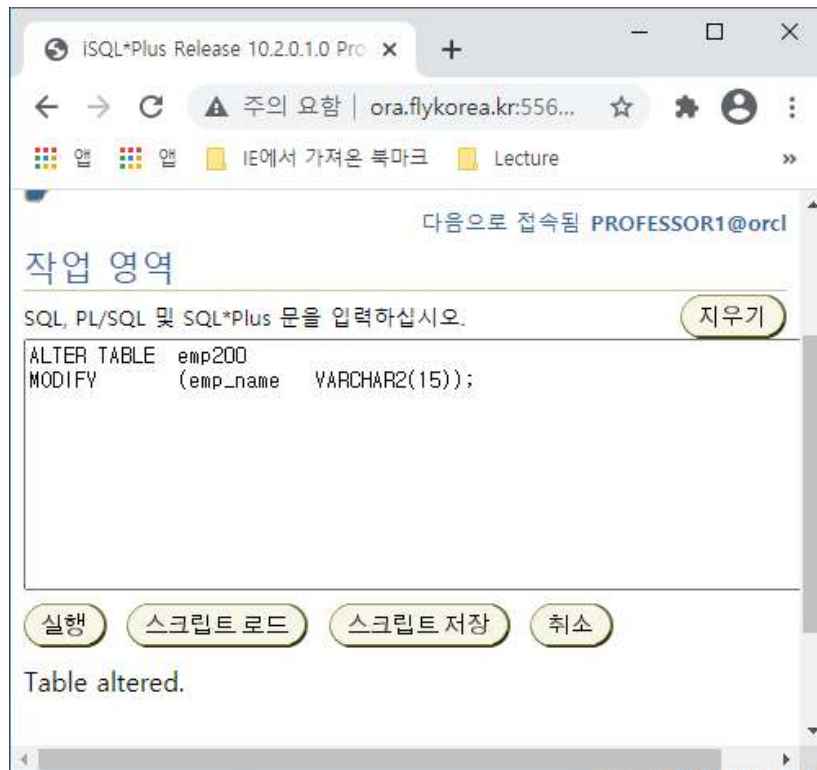 iSQL*Plus Release 10.2.0.1.0 Pro
주의 요함 | ora.flykorea.kr:556...
앱 앱 IE에서 가져온 북마크 Lecture »
다음으로 접속됨 PROFESSOR1@orcl
작업 영역
SQL, PL/SQL 및 SQL*Plus 문을 입력하십시오. 지우기
ALTER TABLE emp200
MODIFY (emp_name VARCHAR2(15));
실행 스크립트 로드 스크립트 저장 취소
Table altered.